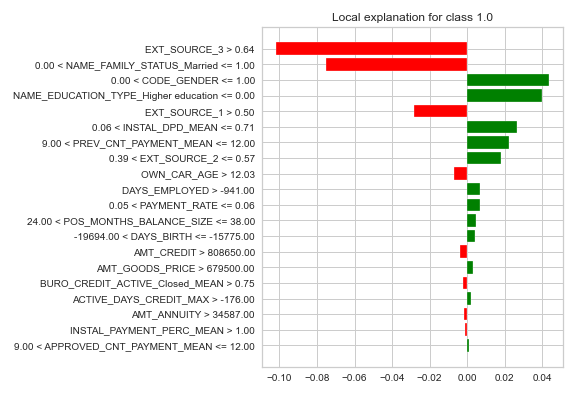 Local explanation for class 1.0
EXT_SOURCE_3 > 0.64
0.00 < NAME_FAMILY_STATUS_Married <= 1.00
0.00 < CODE_GENDER <= 1.00
NAME_EDUCATION_TYPE_Higher education <= 0.00
EXT_SOURCE_1 > 0.50
0.06 < INSTAL_DPD_MEAN <= 0.71
9.00 < PREV_CNT_PAYMENT_MEAN <= 12.00
0.39 < EXT_SOURCE_2 <= 0.57
OWN_CAR_AGE > 12.03
DAYS_EMPLOYED > -941.00
0.05 < PAYMENT_RATE <= 0.06
24.00 < POS_MONTHS_BALANCE_SIZE <= 38.00
-19694.00 < DAYS_BIRTH <= -15775.00
AMT_CREDIT > 808650.00
AMT_GOODS_PRICE > 679500.00
BURO_CREDIT_ACTIVE_Closed_MEAN > 0.75
ACTIVE_DAYS_CREDIT_MAX > -176.00
AMT_ANNUITY > 34587.00
INSTAL_PAYMENT_PERC_MEAN > 1.00
9.00 < APPROVED_CNT_PAYMENT_MEAN <= 12.00
−0.10 −0.08 −0.06 −0.04 −0.02 0.00 0.02 0.04